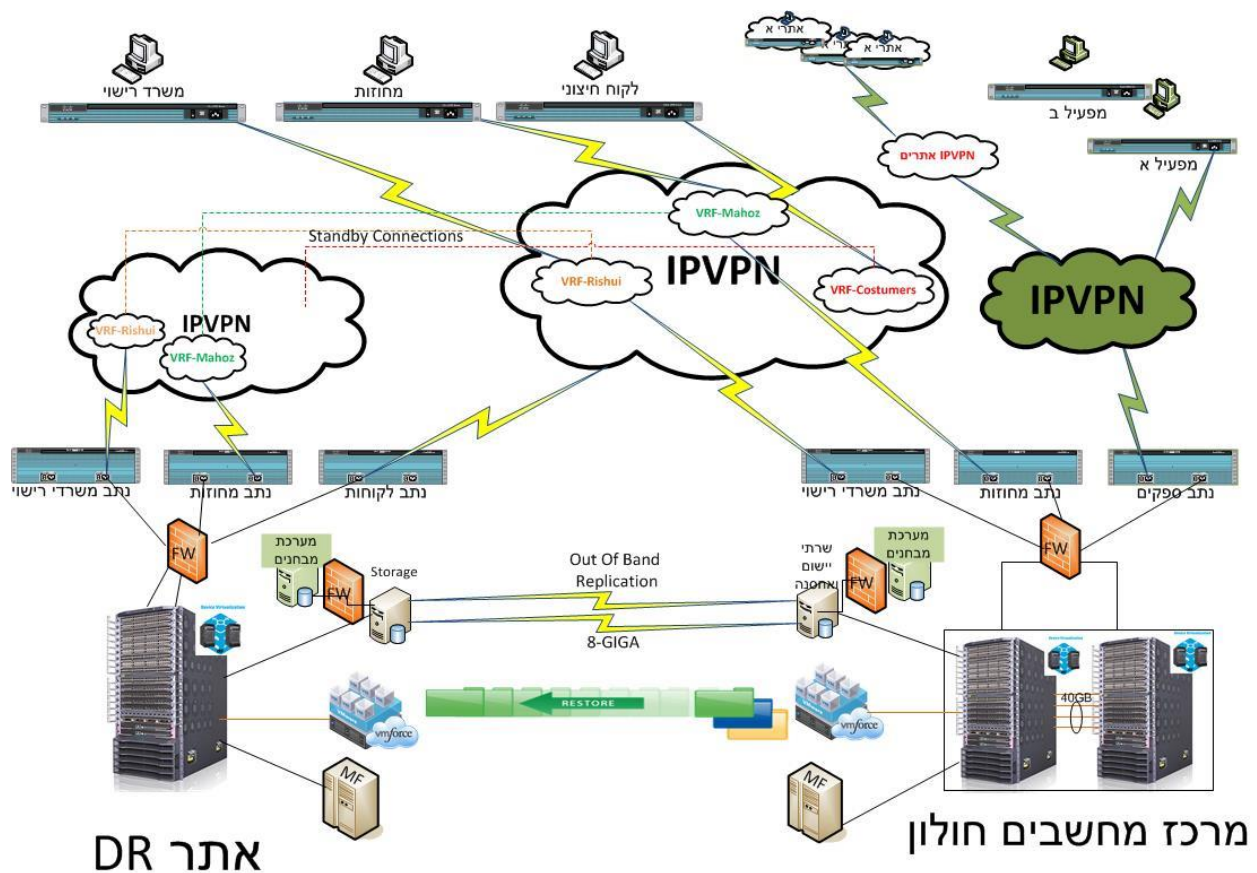 אתרי א
אתרי א
אתרי א
משרד רישוי
מחוזות
לקוח חיצוני
מפעיל ב
IPVPN אתרים
מפעיל א
VRF-Mahoz
Standby Connections
IPVPN
VRF-Rishui
VRF-Costumers
IPVPN
VRF-Rishui
IPVPN
VRF-Mahoz
נתב משרדי רישוי
נתב מחוזות
נתב לקוחות
נתב משרדי רישוי
נתב מחוזות
נתב ספקים
FW
מערכת
מבחנים
FW
Storage
Out Of Band
Replication
8-GIGA
שרתי
יישום
ואחסנה
FW
מערכת
מבחנים
FW
Device Virtualization
vmforce
RESTORE
vmforce
40GB
MF
MF
אתר DR
מרכז מחשבים חולון